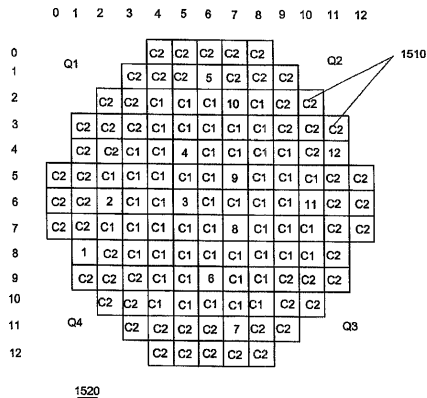 0 1 2 3 4 5 6 7 8 9 10 11 12
0 C2 C2 C2 C2 C2
Q1 Q2 1510
1 C2 C2 C2 5 C2 C2 C2
2 C2 C2 C1 C1 C1 10 C1 C2 C2
3 C2 C2 C2 C1 C1 C1 C1 C1 C2 C2 C2
4 C2 C2 C1 C1 4 C1 C1 C1 C1 C2 12
5 C2 C2 C1 C1 C1 C1 C1 9 C1 C1 C1 C2 C2
6 C2 C2 2 C1 C1 3 C1 C1 C1 C1 11 C2 C2
7 C2 C2 C1 C1 C1 C1 C1 8 C1 C1 C1 C2 C2
8 1 C2 C1 C1 C1 C1 C1 C1 C1 C1 C2
9 C2 C2 C2 C1 C1 6 C1 C1 C2 C2 C2
10 C2 C2 C1 C1 C1 C1 C1 C2 C2
Q4 Q3
11 C2 C2 C2 C2 7 C2 C2
12 C2 C2 C2 C2 C2
1520